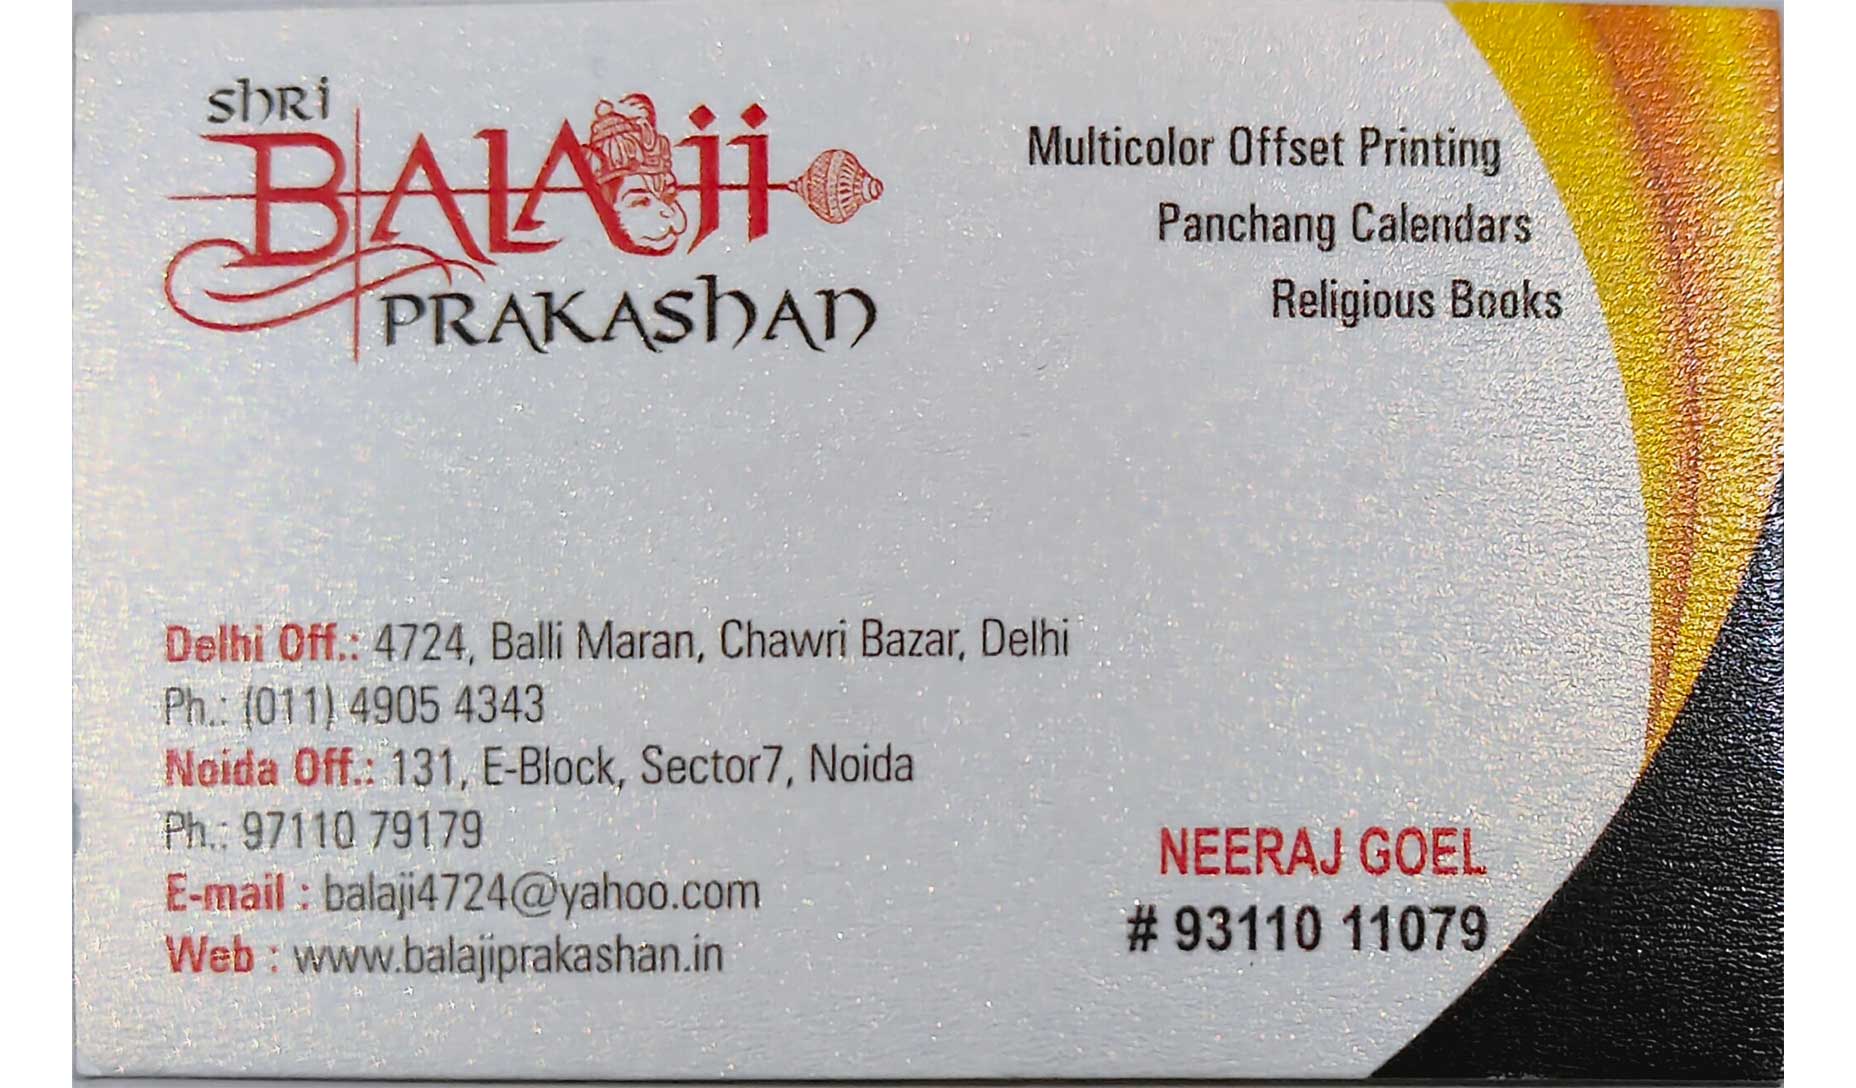 Shri
BALAJI
PRAKASHAN
Multicolor Offset Printing
Panchang Calendars
Religious Books
Delhi Off.: 4724, Balli Maran, Chawri Bazar, Delhi
Ph.: (011) 4905 4343
Noida Off.: 131, E-Block, Sector7, Noida
Ph.: 97110 79179
E-mail : balaji4724@yahoo.com
Web : www.balajiprakashan.in
NEERAJ GOEL
# 93110 11079